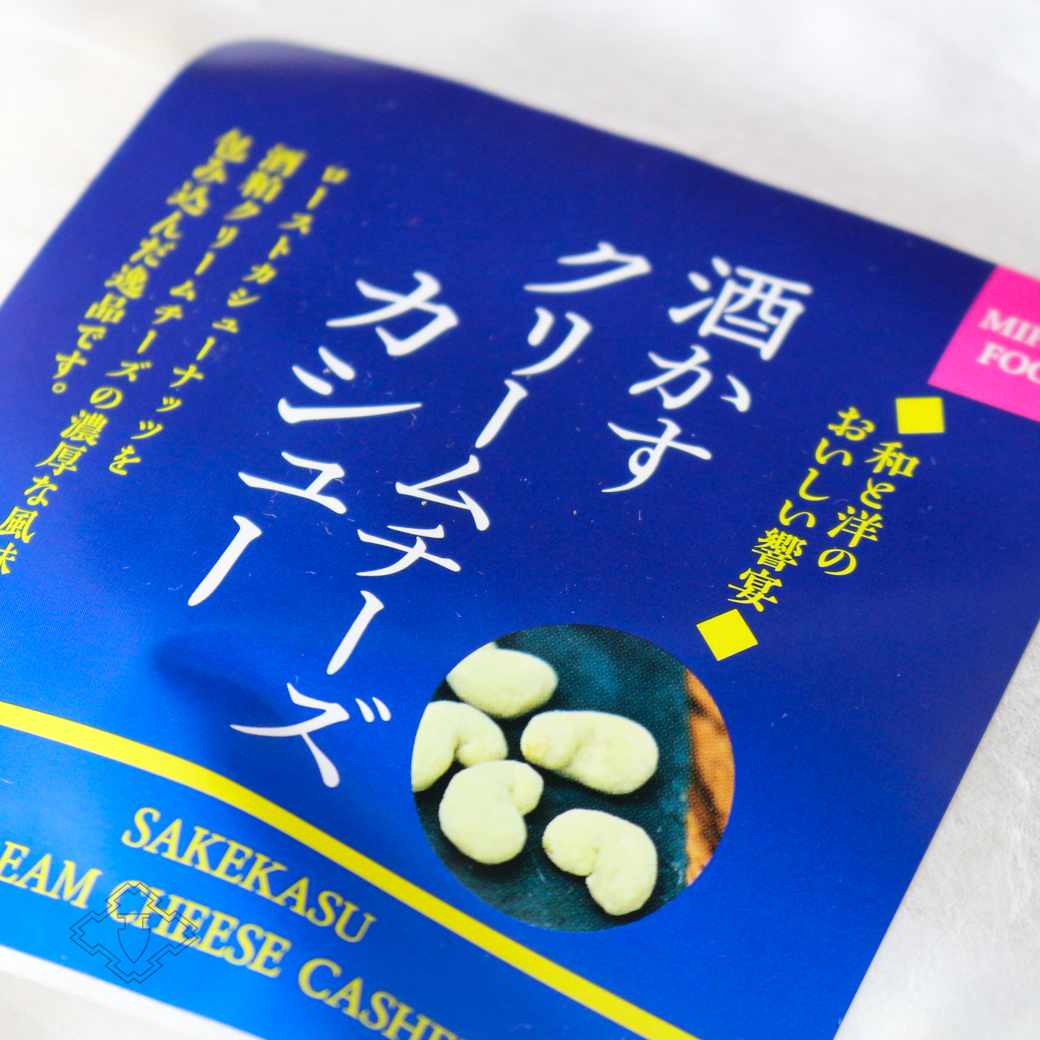 和と洋の
おいしい響宴
酒かす
クリームチーズ
カシュー
ローストカシューナッツを
酒粕クリームチーズの濃厚な風味
包み込んだ逸品です。
SAKEKASU
CHEESE